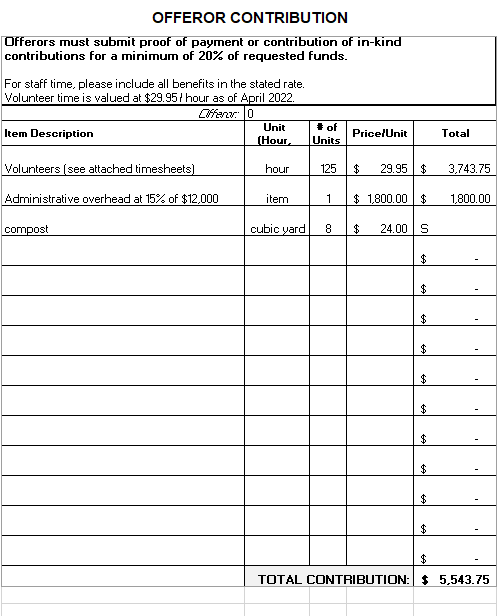 OFFEROR CONTRIBUTION
Offerors must submit proof of payment or contribution of in-kind
contributions for a minimum of 20% of requested funds.
For staff time, please include all benefits in the stated rate.
Volunteer time is valued at $29.95/ hour as of April 2022.
Offeror: 0
Item Description Unit (Hour, # of Units Price/Unit Total
Volunteers (see attached timesheets) hour 125 $ 29.95 $ 3,743.75
Administrative overhead at 15% of $12,000 item 1 $ 1,800.00 $ 1,800.00
compost cubic yard 8 $ 24.00 S
$ -
$ -
$ -
$ -
$ -
$ -
$ -
$ -
$ -
$ -
$ -
TOTAL CONTRIBUTION: $ 5,543.75